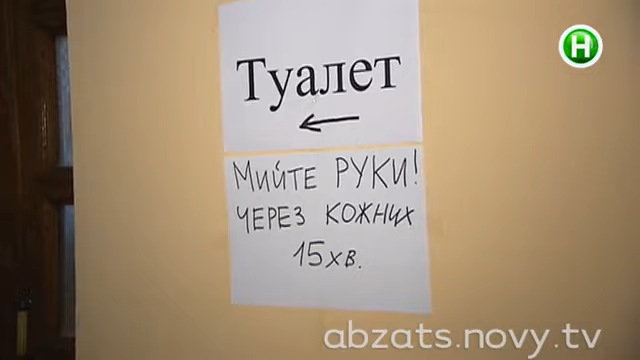 Н
Туалет
←
Мийте РУКИ!
ЧЕРЕЗ КОЖНИХ
15хв.
abzats.novy.tv